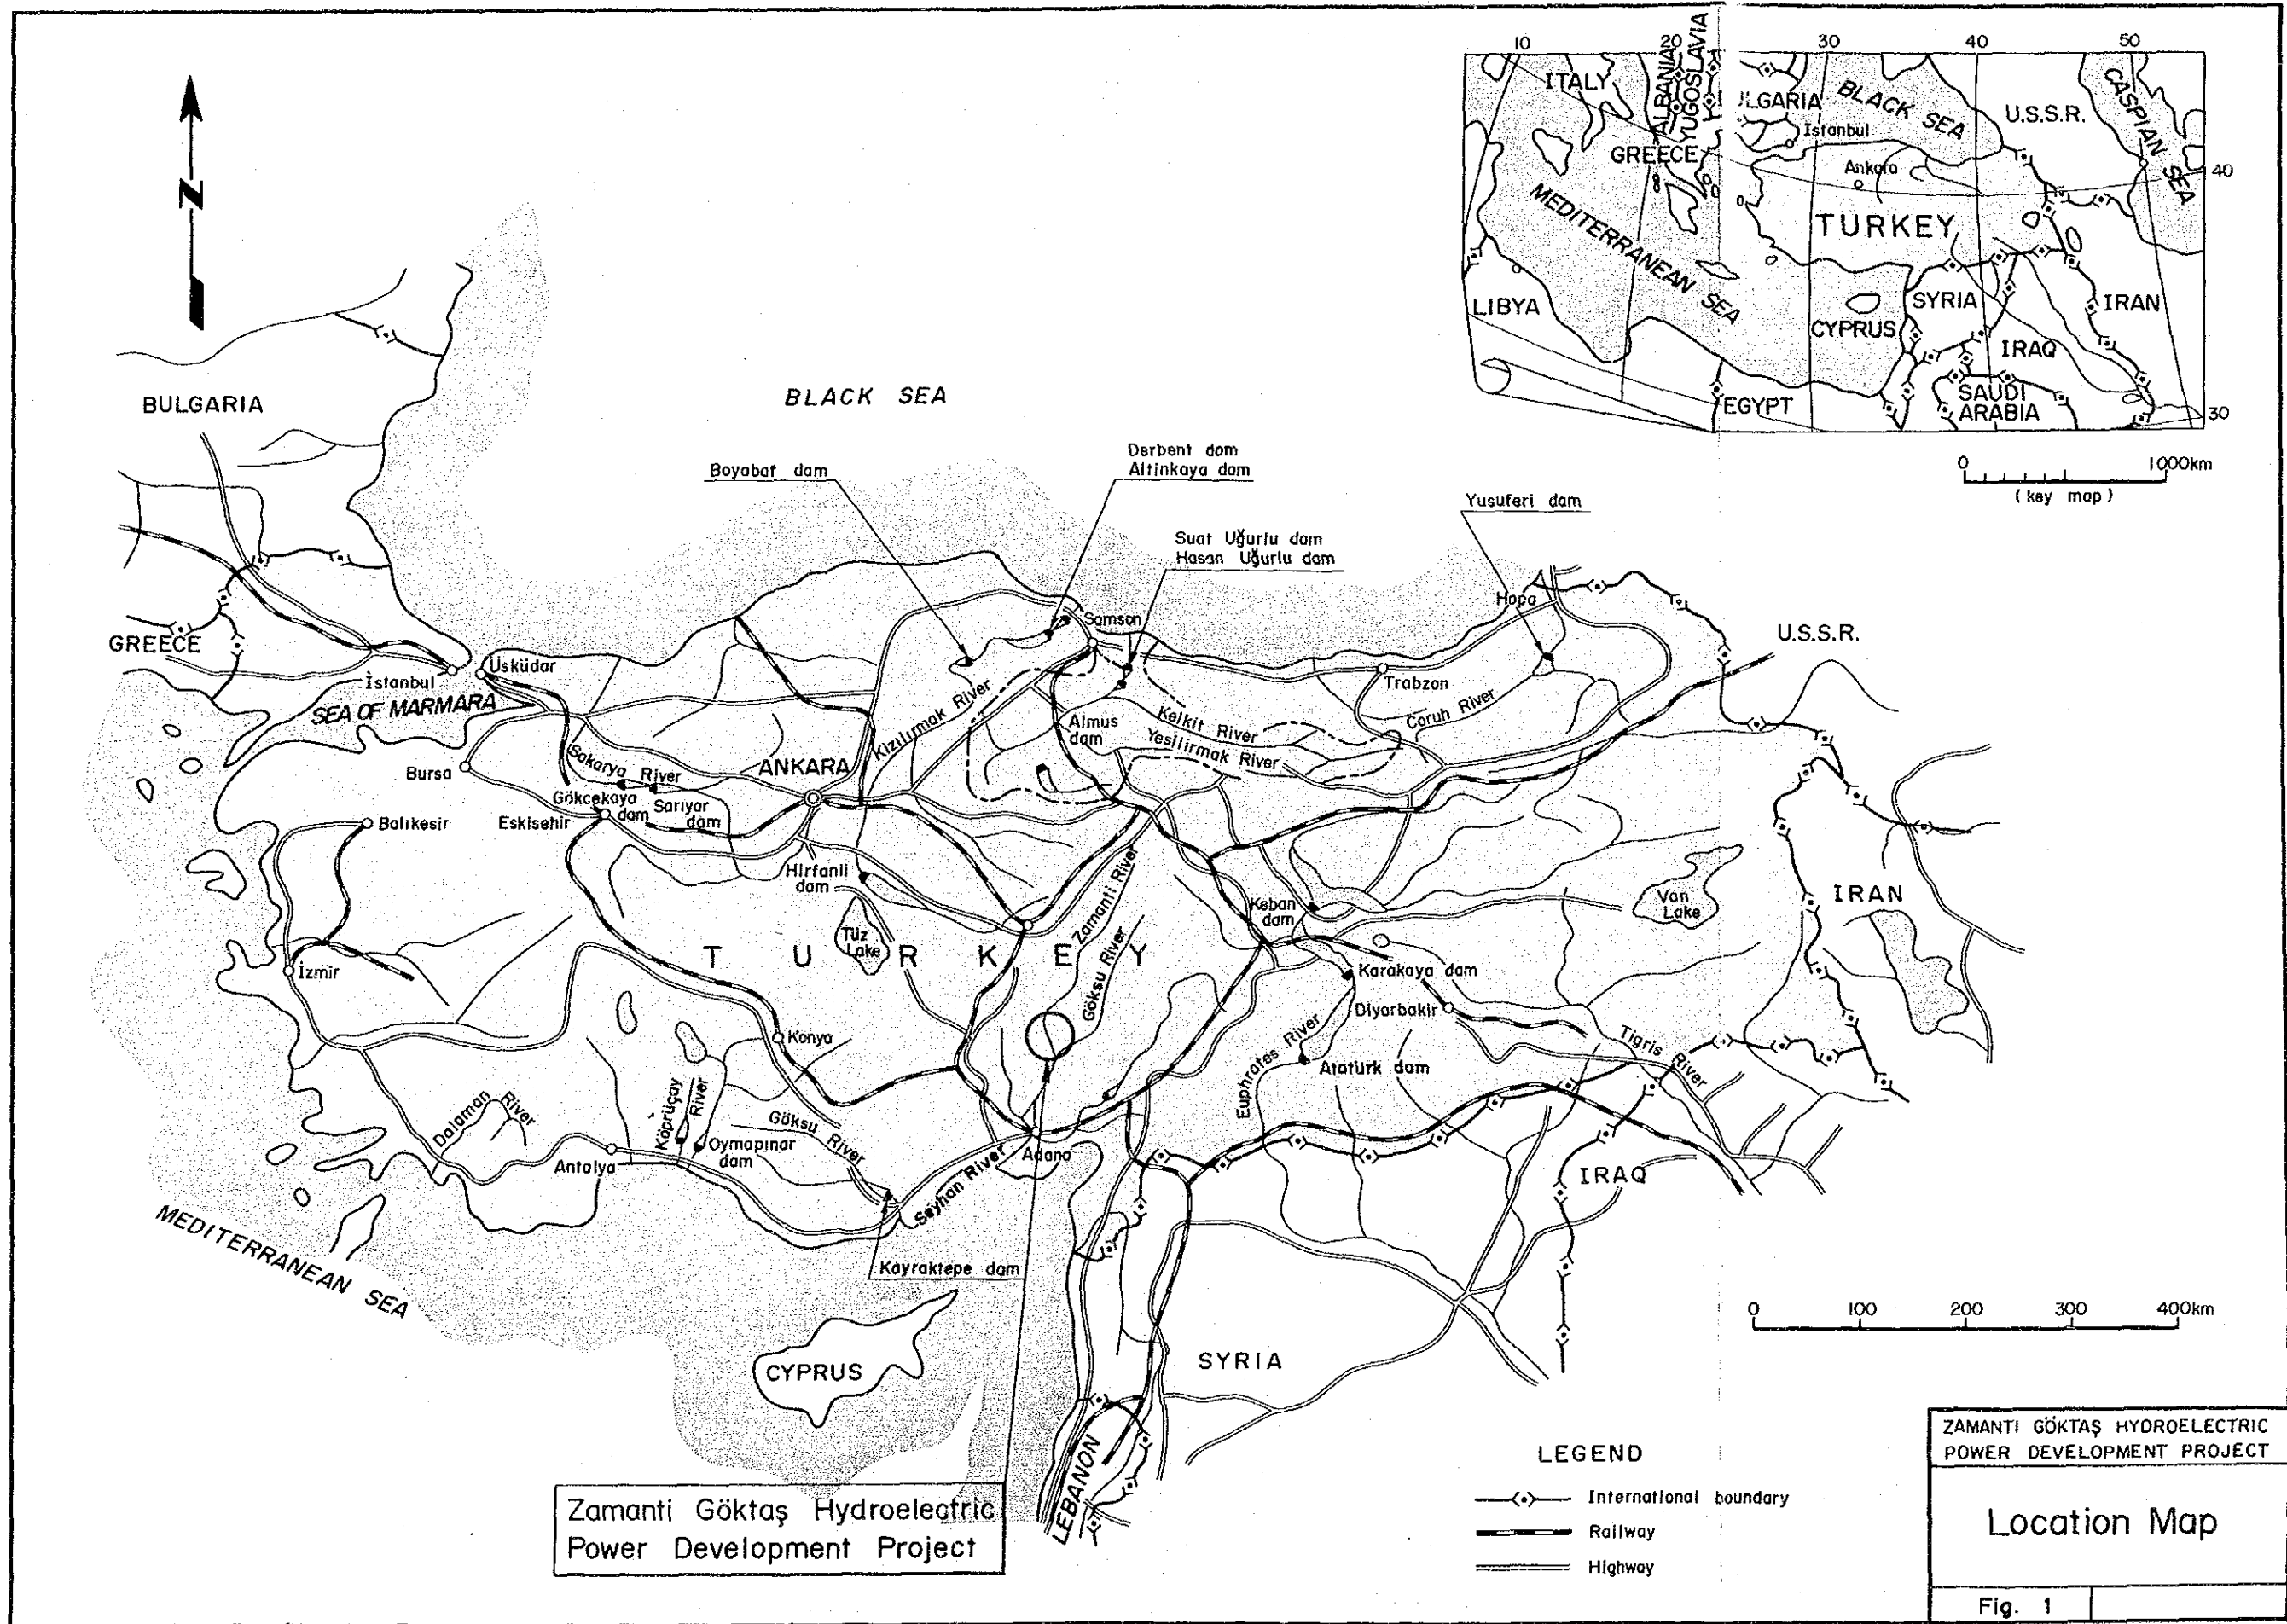 N
10
20
30
40
50
ITALY
ALBANIA
YUGOSLAVIA
LGARIA
BLACK SEA
U.S.S.R.
CASPIAN SEA
Istanbul
GREECE
Ankara
40
TURKEY
MEDITERRANEAN SEA
LIBYA
CYPRUS
SYRIA
IRAN
IRAQ
SAUDI
ARABIA
EGYPT
30
0 1000km
(key map)
BULGARIA
BLACK SEA
Boyabat dam
Derbent dam
Altinkaya dam
Suat Uğurlu dam
Hasan Uğurlu dam
Yusuferi dam
Hopa
Samson
GREECE
U.S.S.R.
Üsküdar
İstanbul
SEA OF MARMARA
Trabzon
Kızılırmak River
Almus
dam
Kelkit River
Yesilirmak River
Coruh River
Bursa
Sakarya River
ANKARA
Gökcekaya
dam
Sarıyar
dam
Balıkesir
Eskisehir
Hirfanli
dam
Zamanti River
Keban
dam
Van
Lake
IRAN
Tüz
Lake
TURKEY
İzmir
Göksu River
Karakaya dam
Diyarbakir
Konya
Euphrates River
Atatürk dam
Tigris River
Dalaman River
Köprüçay
River
Göksu River
Oymapınar
dam
Antalya
Seyhan River
Adana
IRAQ
MEDITERRANEAN SEA
Kayraktepe dam
0 100 200 300 400km
CYPRUS
SYRIA
LEBANON
Zamanti Göktaş Hydroelectric
Power Development Project
LEGEND
International boundary
Railway
Highway
ZAMANTI GÖKTAŞ HYDROELECTRIC
POWER DEVELOPMENT PROJECT
Location Map
Fig. 1